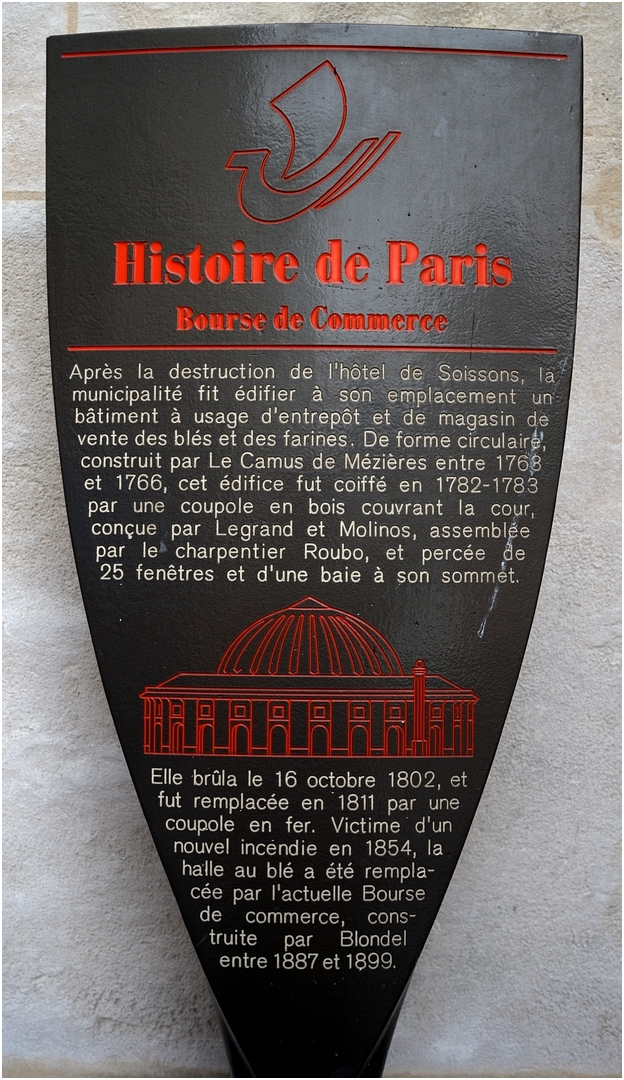 Histoire de Paris
Bourse de Commerce
Après la destruction de l'hôtel de Soissons, la
municipalité fit édifier à son emplacement un
bâtiment à usage d'entrepôt et de magasin de
vente des blés et des farines. De forme circulaire,
construit par Le Camus de Mézières entre 1768
et 1766, cet édifice fut coiffé en 1782-1783
par une coupole en bois couvrant la cour,
conçue par Legrand et Molinos, assemblée
par le charpentier Roubo, et percée de
25 fenêtres et d'une baie à son sommet.
Elle brûla le 16 octobre 1802, et
fut remplacée en 1811 par une
coupole en fer. Victime d'un
nouvel incendie en 1854, la
halle au blé a été rempla-
cée par l'actuelle Bourse
de commerce, cons-
truite par Blondel
entre 1887 et 1899.